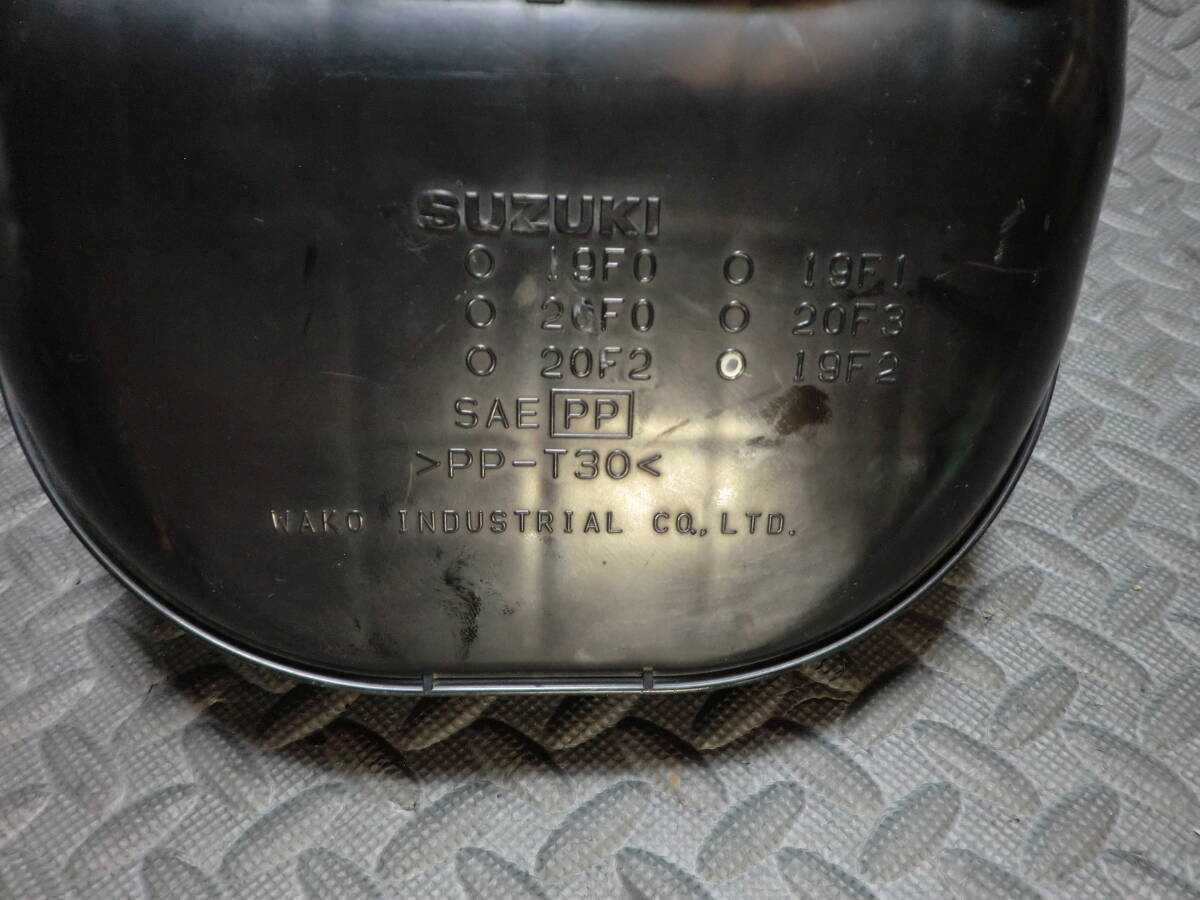 SUZUKI
19F0 19F1
20F0 20F3
20F2 19F2
SAE PP
>PP-T30<
WAKO INDUSTRIAL CO., LTD.